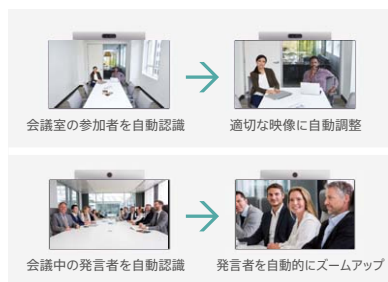 会議室の参加者を自動認識
適切な映像に自動調整
会議中の発言者を自動認識
発言者を自動的にズームアップ